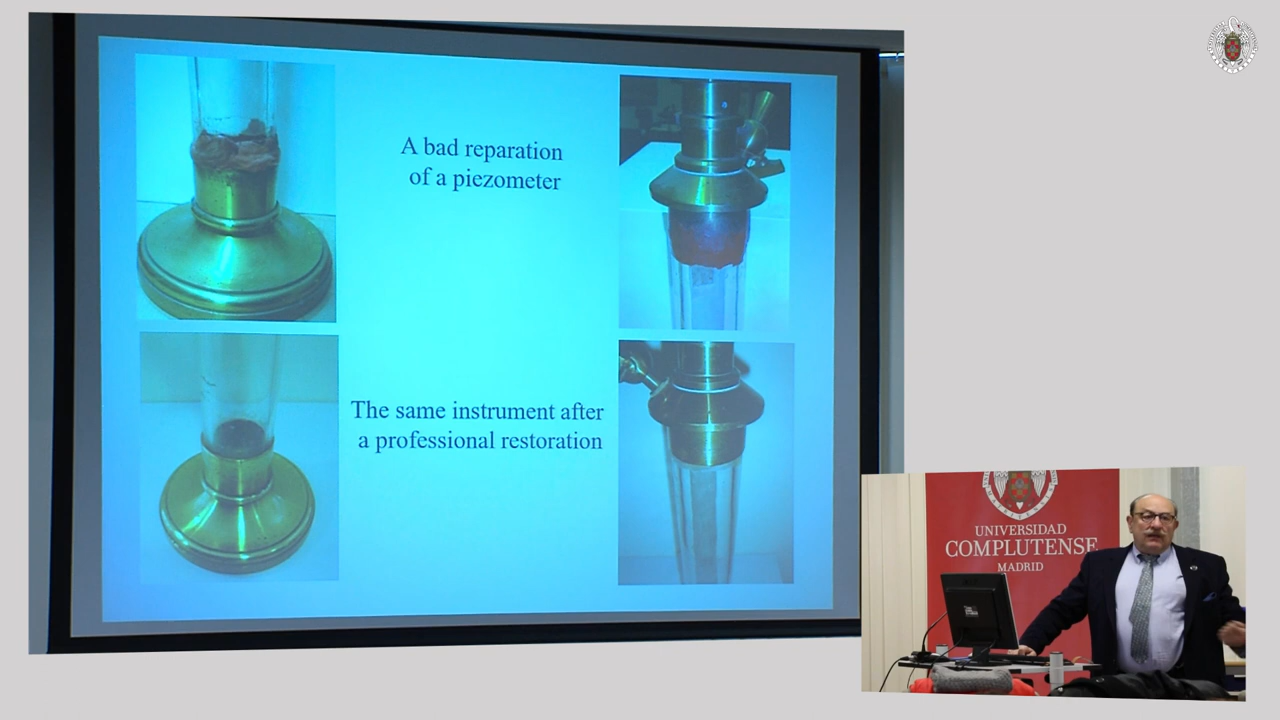 A bad reparation
of a piezometer
The same instrument after
a professional restoration
UNIVERSIDAD
COMPLUTENSE
MADRID